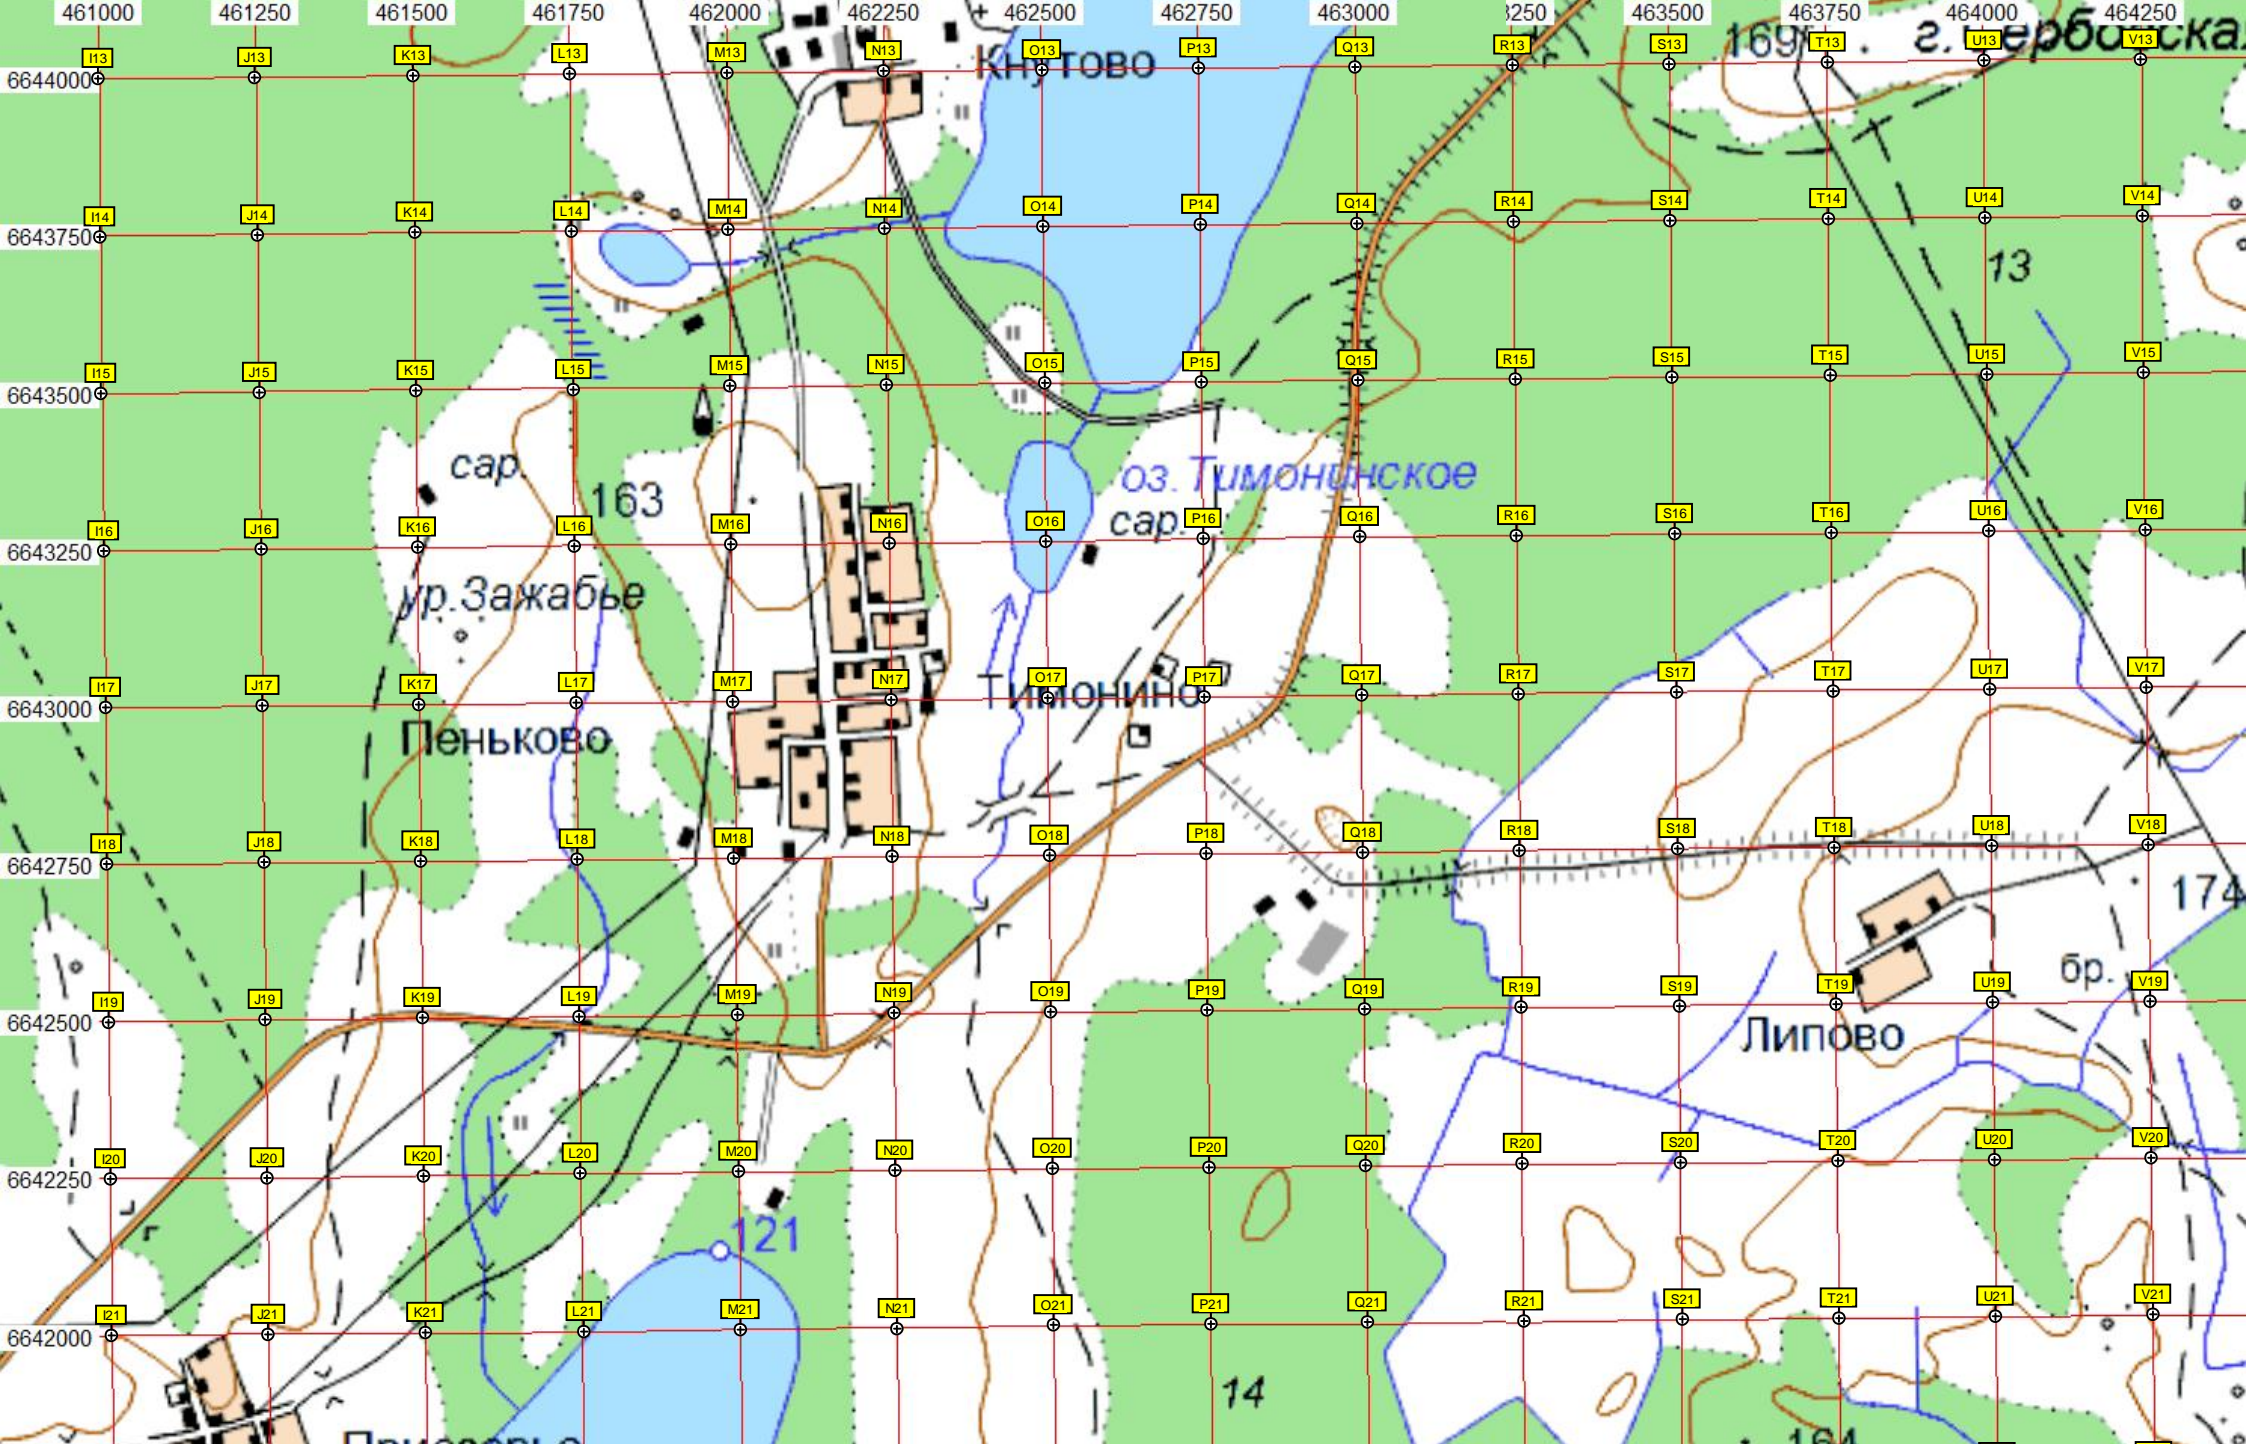 461000 461250 461500 461750 462000 462250 462500 462750 463000 463250 463500 463750 464000 464250
169 г.
I13 J13 K13 L13 M13 N13 O13 P13 Q13 R13 S13 T13 U13 V13
Кнутово
6644000
I14 J14 K14 L14 M14 N14 O14 P14 Q14 R14 S14 T14 U14 V14
6643750
13
I15 J15 K15 L15 M15 N15 O15 P15 Q15 R15 S15 T15 U15 V15
6643500
сар.
оз. Тимонинское
163
сар.
I16 J16 K16 L16 M16 N16 O16 P16 Q16 R16 S16 T16 U16 V16
6643250
ур.Зажабье
I17 J17 K17 L17 M17 N17 O17 P17 Q17 R17 S17 T17 U17 V17
Тимонино
6643000
Пеньково
I18 J18 K18 L18 M18 N18 O18 P18 Q18 R18 S18 T18 U18 V18
6642750
174
бр.
I19 J19 K19 L19 M19 N19 O19 P19 Q19 R19 S19 T19 U19 V19
6642500
Липово
I20 J20 K20 L20 M20 N20 O20 P20 Q20 R20 S20 T20 U20 V20
6642250
121
I21 J21 K21 L21 M21 N21 O21 P21 Q21 R21 S21 T21 U21 V21
6642000
14
164